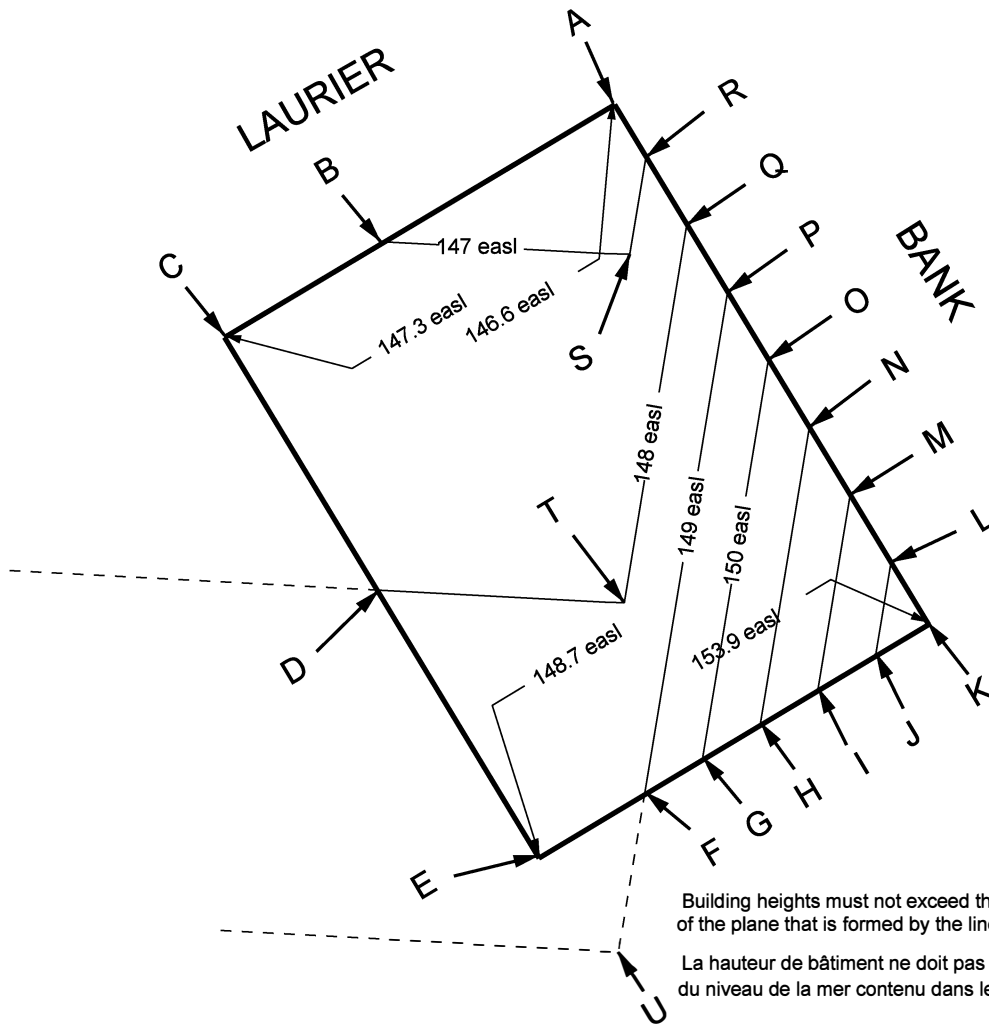 A
LAURIER
R
B
Q
P
BANK
147 easl
C
O
147.3 easl
146.6 easl
S
N
148 easl
M
T
149 easl
150 easl
L
153.9 easl
148.7 easl
D
K
J
I
H
G
F
E
Building heights must not exceed th
of the plane that is formed by the line
La hauteur de bâtiment ne doit pas
du niveau de la mer contenu dans le
U